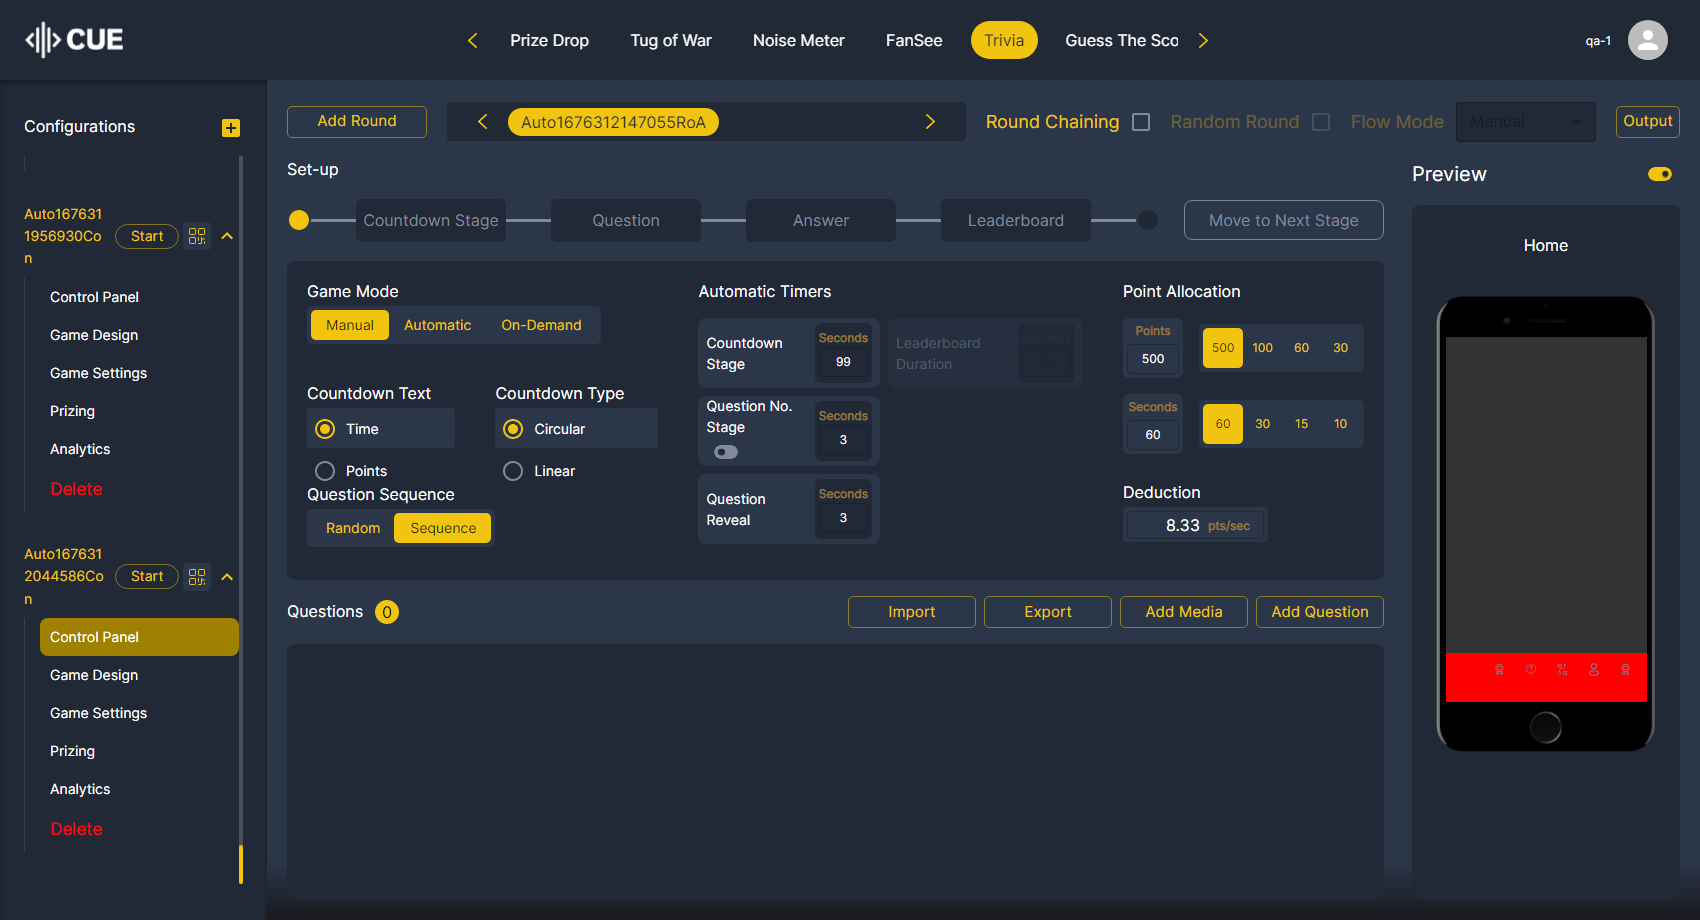 CUE
Prize Drop
Tug of War
Noise Meter
FanSee
Trivia
Guess The Sco
qa-1
Configurations
Auto167631
1956930Co
n
Start
Control Panel
Game Design
Game Settings
Prizing
Analytics
Delete
Auto167631
2044586Co
n
Start
Control Panel
Game Design
Game Settings
Prizing
Analytics
Delete
Add Round
Auto1676312147055RoA
Round Chaining
Random Round
Flow Mode
Manual
Output
Set-up
Countdown Stage
Question
Answer
Leaderboard
Move to Next Stage
Game Mode
Manual
Automatic
On-Demand
Countdown Text
Time
Points
Countdown Type
Circular
Linear
Question Sequence
Random
Sequence
Automatic Timers
Countdown
Stage
Seconds
99
Leaderboard
Duration
Seconds
Question No.
Stage
Seconds
3
Question
Reveal
Seconds
3
Point Allocation
Points
500
500
100
60
30
Seconds
60
60
30
15
10
Deduction
8.33 pts/sec
Questions 0
Import
Export
Add Media
Add Question
Preview
Home